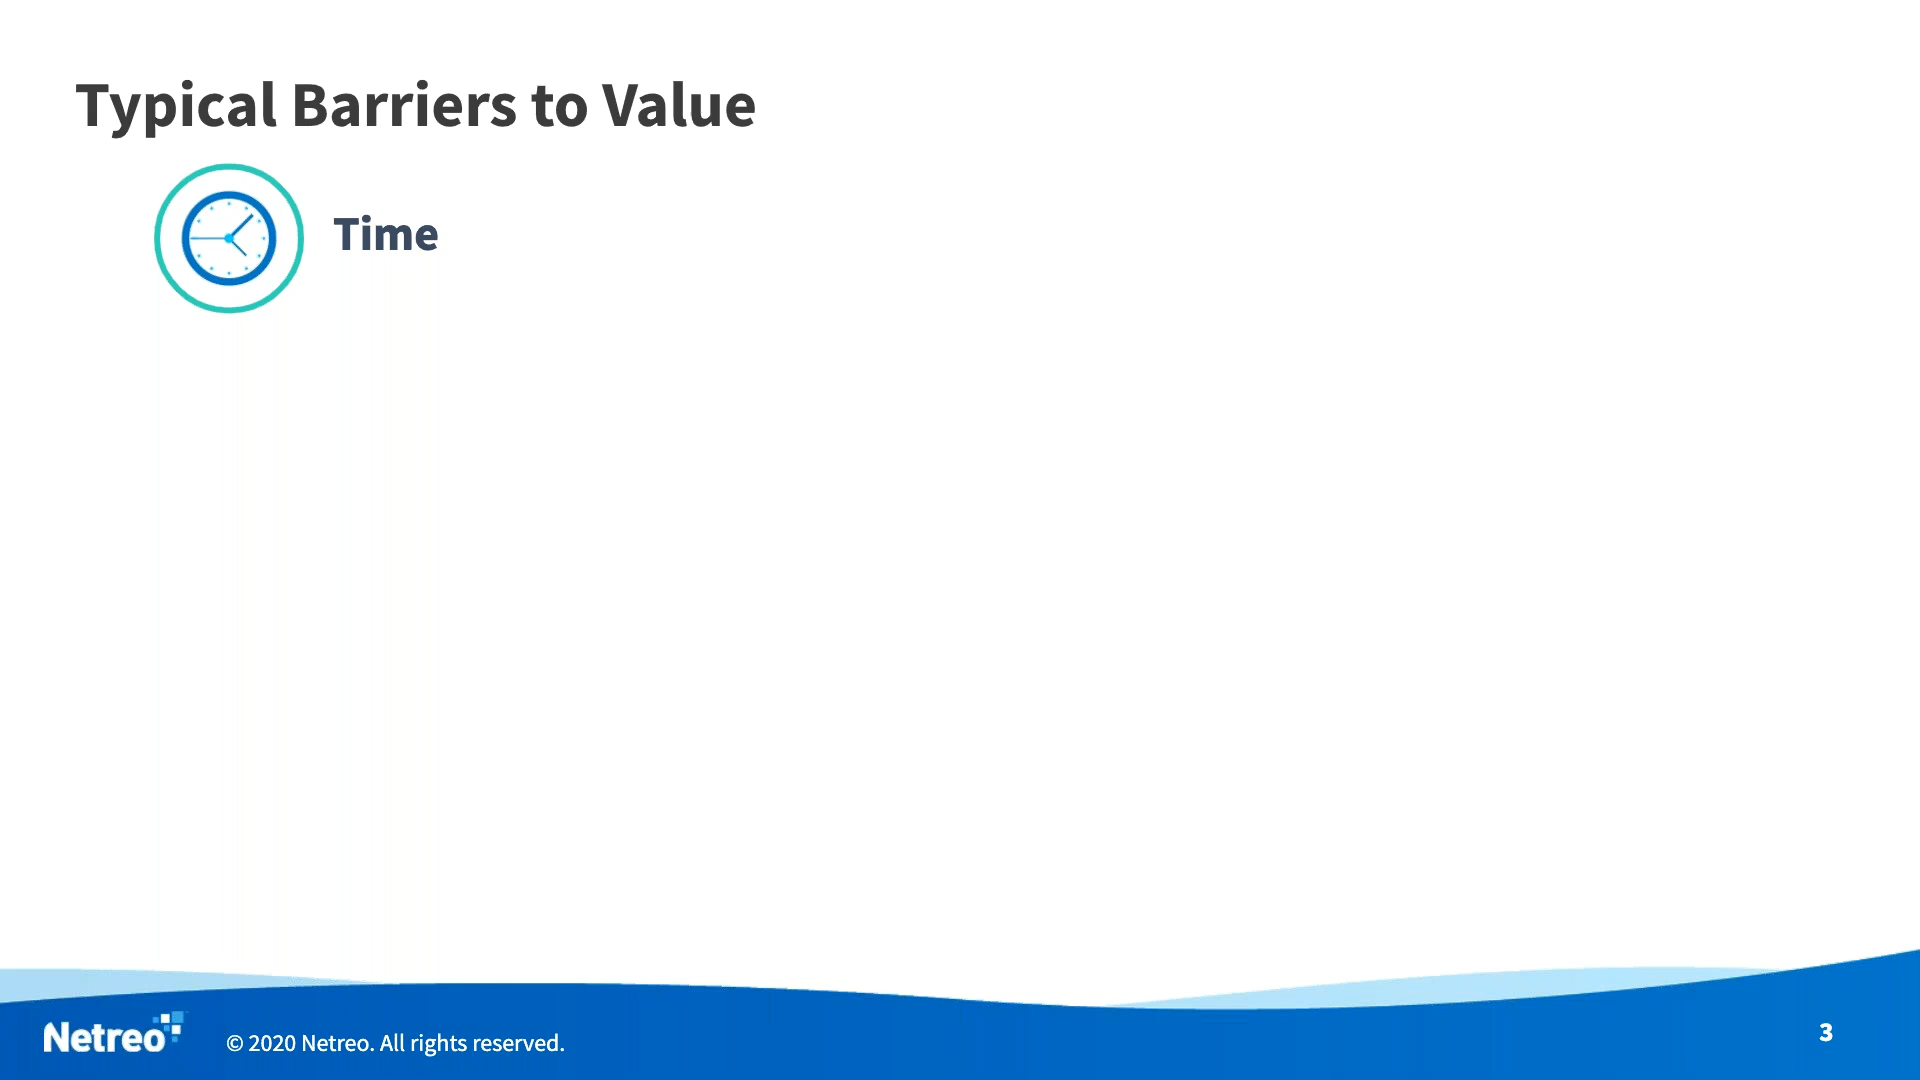 Typical Barriers to Value
Time
Netreo
© 2020 Netreo. All rights reserved.
3